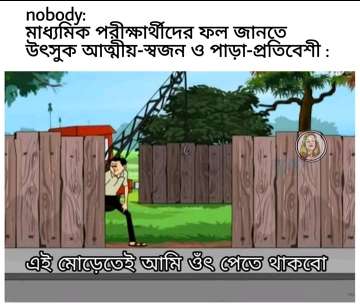 nobody:
মাধ্যমিক পরীক্ষার্থীদের ফল জানতে
উৎসুক আত্মীয়-স্বজন ও পাড়া-প্রতিবেশী :
এই মোড়েতেই আমি ওঁৎ পেতে থাকবো